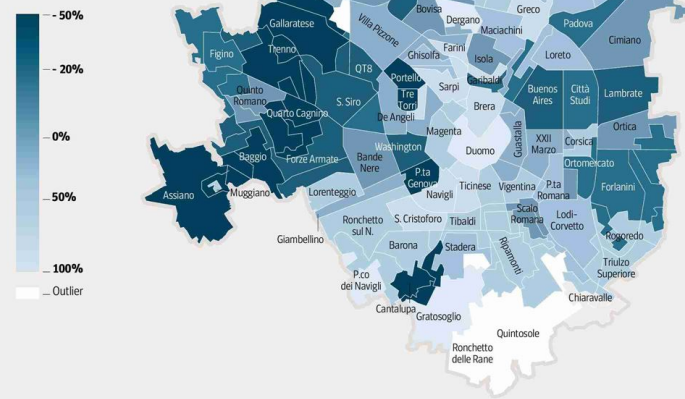 - 50%
- 20%
0%
50%
100%
Outlier
Bovisa
Dergano
Greco
Padova
Cimiano
Gallaratese
Villa Pizzone
Maciachini
Figino
Trenno
Ghisolfa
Farini
Isola
Loreto
QT8
Portello
Garibaldi
Quinto
Romano
S. Siro
Tre
Torri
Sarpi
Buenos
Aires
Città
Studi
Lambrate
Quarto Cagnino
De Angeli
Brera
Magenta
Guastalla
XXII
Marzo
Corsica
Ortica
Baggio
Forze Armate
Bande
Nere
Washington
Duomo
Ortomercato
Assiano
Muggiano
Lorenteggio
P.ta
Genova
Ticinese
Vigentina
P.ta
Romana
Forlanini
Navigli
Giambellino
Ronchetto
sul N.
S. Cristoforo
Tibaldi
Scalo
Romana
Lodi-
Corvetto
Rogoredo
Barona
Stadera
Ripamonti
Triulzo
Superiore
P.co
dei Navigli
Cantalupa
Gratosoglio
Chiaravalle
Quintosole
Ronchetto
delle Rane